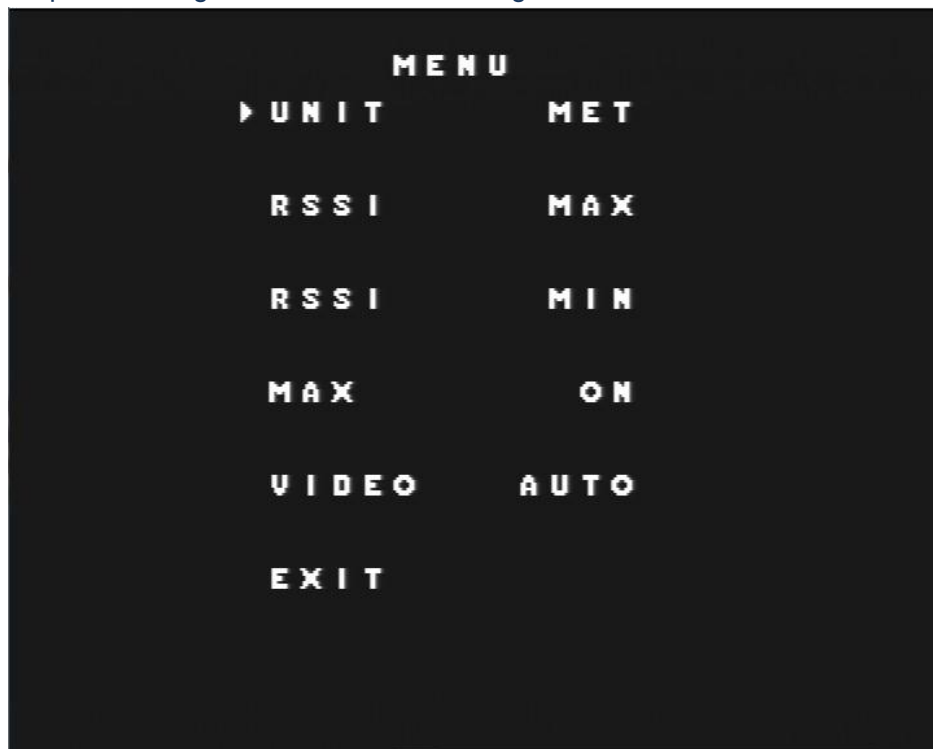 MENU
UNIT MET
RSSI MAX
RSSI MIN
MAX ON
VIDEO AUTO
EXIT